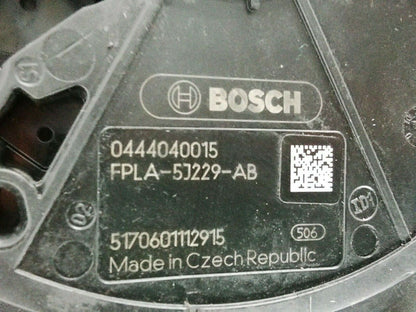 BOSCH
0444040015
FPLA-5J229-AB
5170601112915
506
Made in Czech Republic